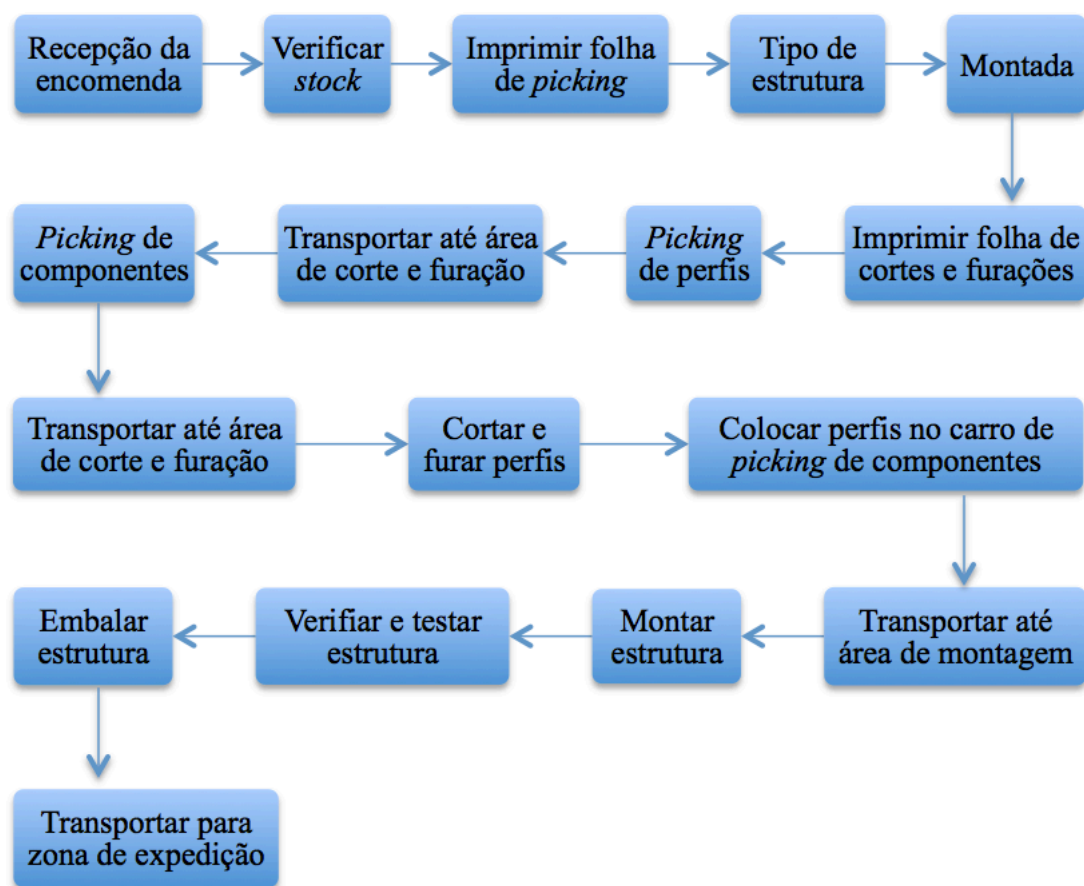 Recepção da
encomenda
Verificar
stock
Imprimir folha
de picking
Tipo de
estrutura
Montada
Imprimir folha de
cortes e furações
Picking
de perfis
Transportar até área
de corte e furação
Picking de
componentes
Transportar até área
de corte e furação
Cortar e
furar perfis
Colocar perfis no carro de
picking de componentes
Transportar até
área de montagem
Montar
estrutura
Verifiar e testar
estrutura
Embalar
estrutura
Transportar para
zona de expedição